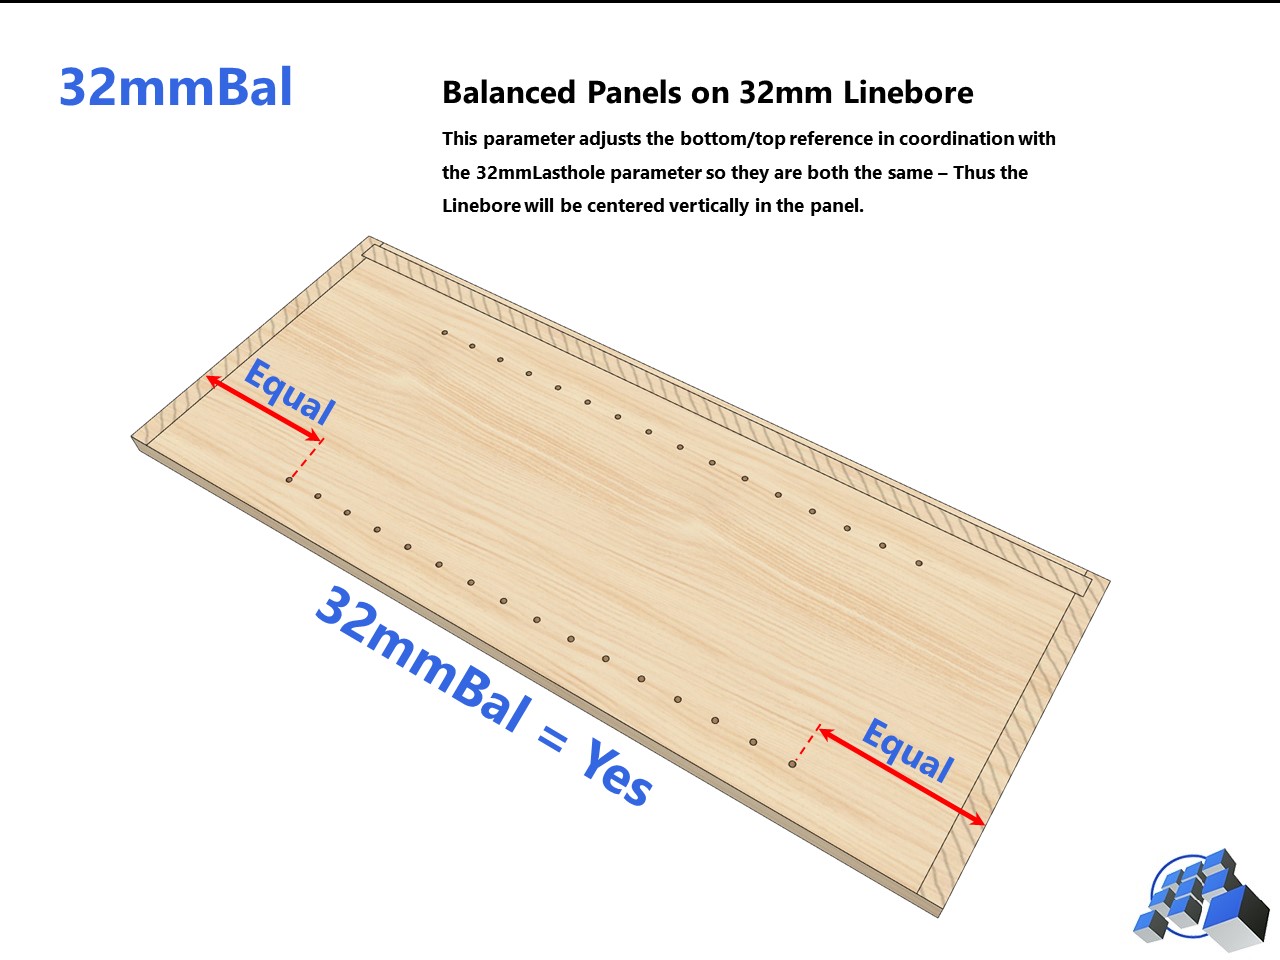 32mmBal
Balanced Panels on 32mm Linebore
This parameter adjusts the bottom/top reference in coordination with
the 32mmLasthole parameter so they are both the same – Thus the
Linebore will be centered vertically in the panel.
Equal
32mmBal = Yes
Equal